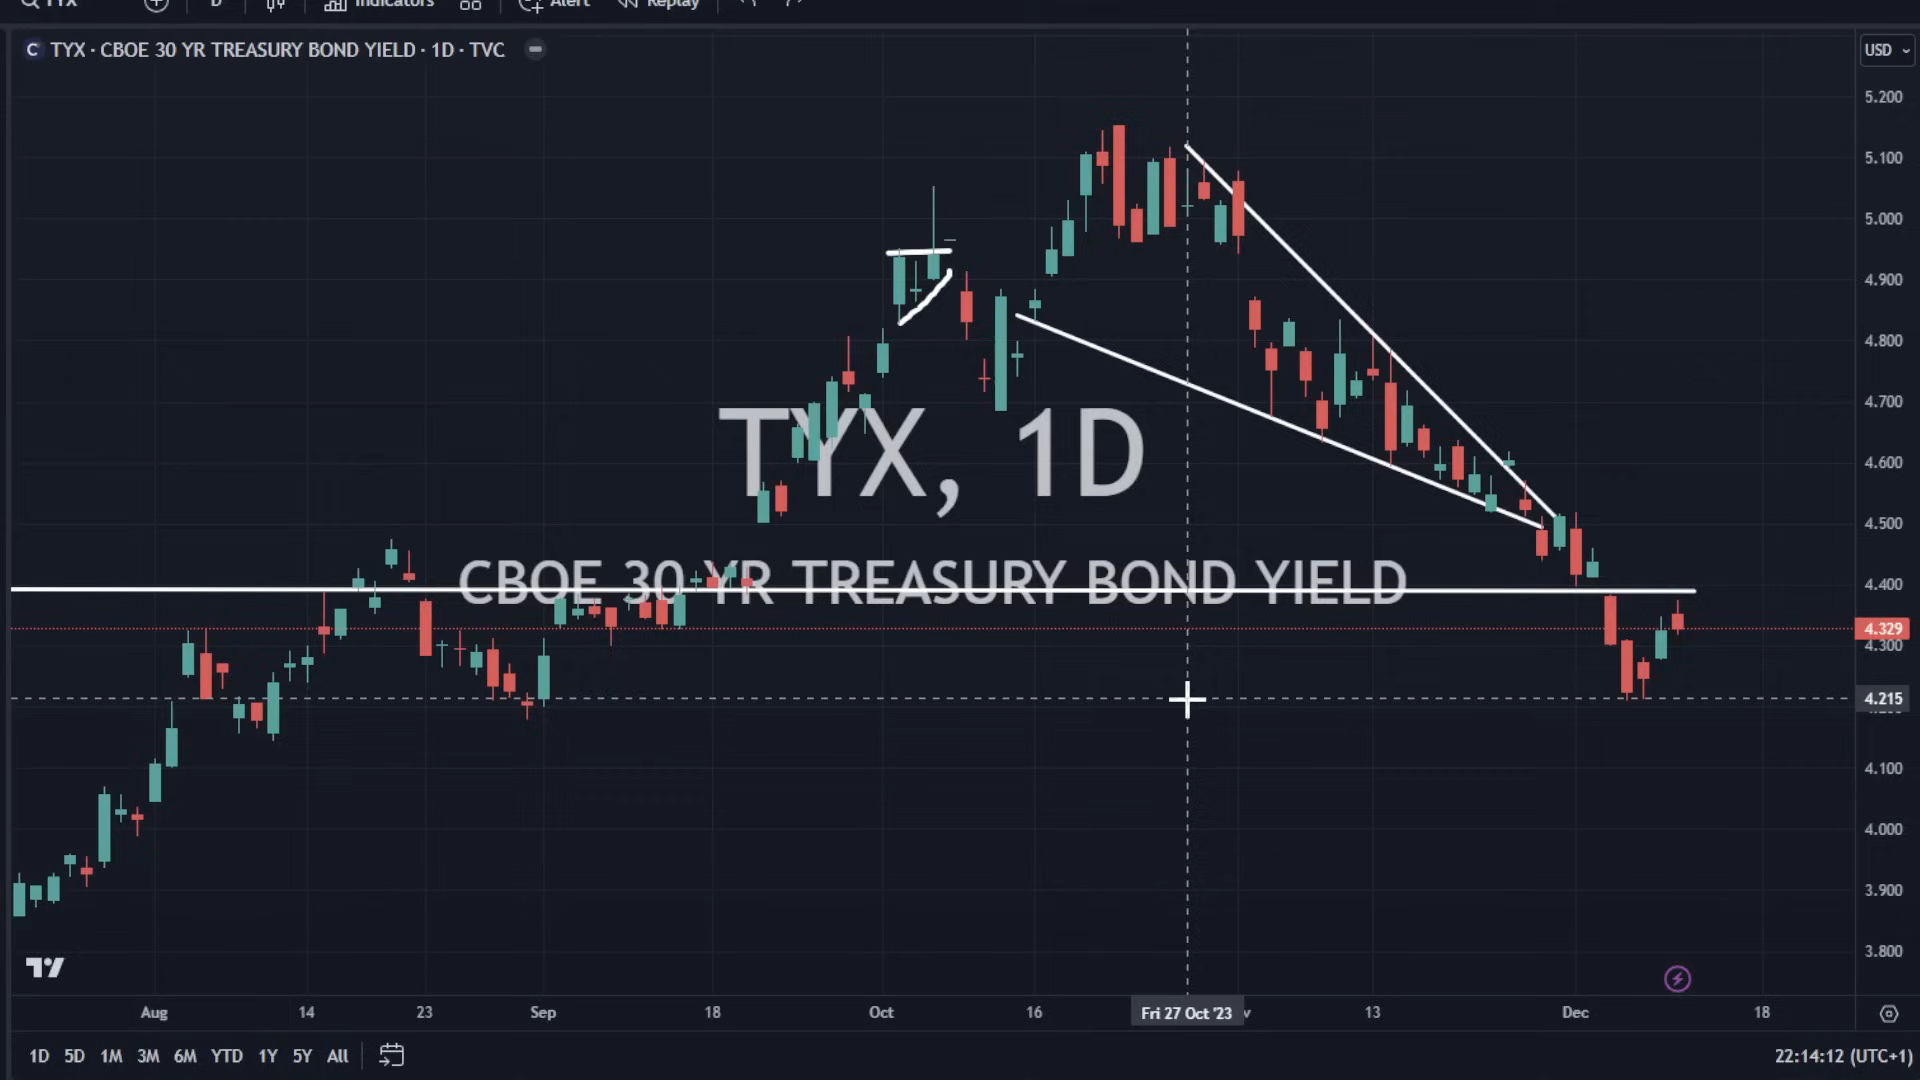 TYX
D
Indicators
Alert
Replay
C TYX · CBOE 30 YR TREASURY BOND YIELD · 1D · TVC
USD
5.200
5.100
5.000
4.900
4.800
4.700
4.600
4.500
4.400
4.329
4.300
4.215
4.100
4.000
3.900
3.800
TYX, 1D
CBOE 30 YR TREASURY BOND YIELD
Aug
14
23
Sep
18
Oct
16
Fri 27 Oct '23
13
Dec
18
1D 5D 1M 3M 6M YTD 1Y 5Y All
22:14:12 (UTC+1)